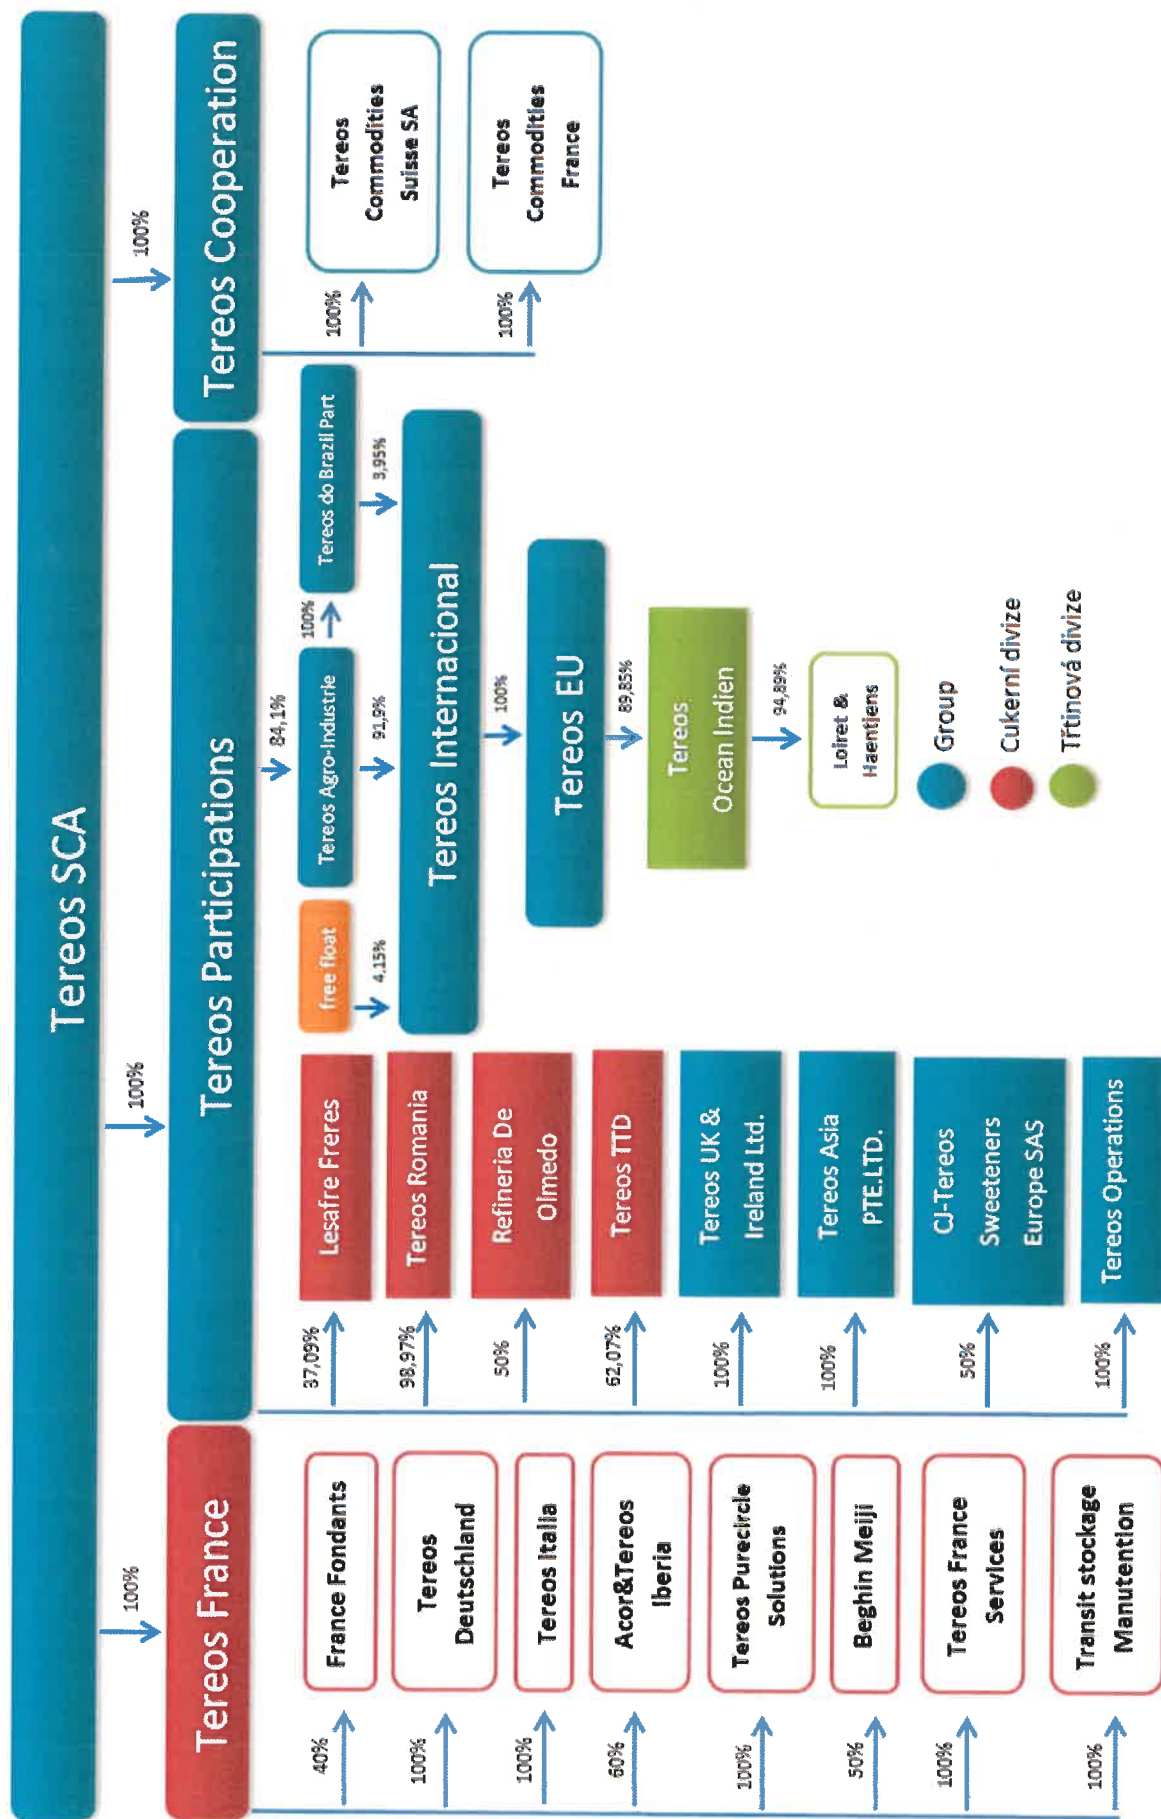 Tereos SCA
100%
100%
100%
Tereos France
Tereos Participations
Tereos Cooperation
40%
France Fondants
100%
Tereos
Deutschland
100%
Tereos Italia
60%
Acor&Tereos
Iberia
100%
Tereos Purecircle
Solutions
50%
Beghin Meiji
100%
Tereos France
Services
100%
Transit stockage
Manutention
37,09%
Lesafre Freres
98,97%
Tereos Romania
50%
Refineria De
Olmedo
62,07%
Tereos TTD
100%
Tereos UK &
Ireland Ltd.
100%
Tereos Asia
PTE.LTD.
50%
CJ-Tereos
Sweeteners
Europe SAS
100%
Tereos Operations
84,1%
free float
Tereos Agro-Industrie
100%
Tereos do Brazil Part
4,15%
91,9%
3,95%
Tereos Internacional
100%
Tereos EU
89,85%
Tereos
Ocean Indien
94,89%
Loiret &
Haentjens
100%
Tereos
Commodities
Suisse SA
100%
Tereos
Commodities
France
Group
Cukerní divize
Třtinová divize